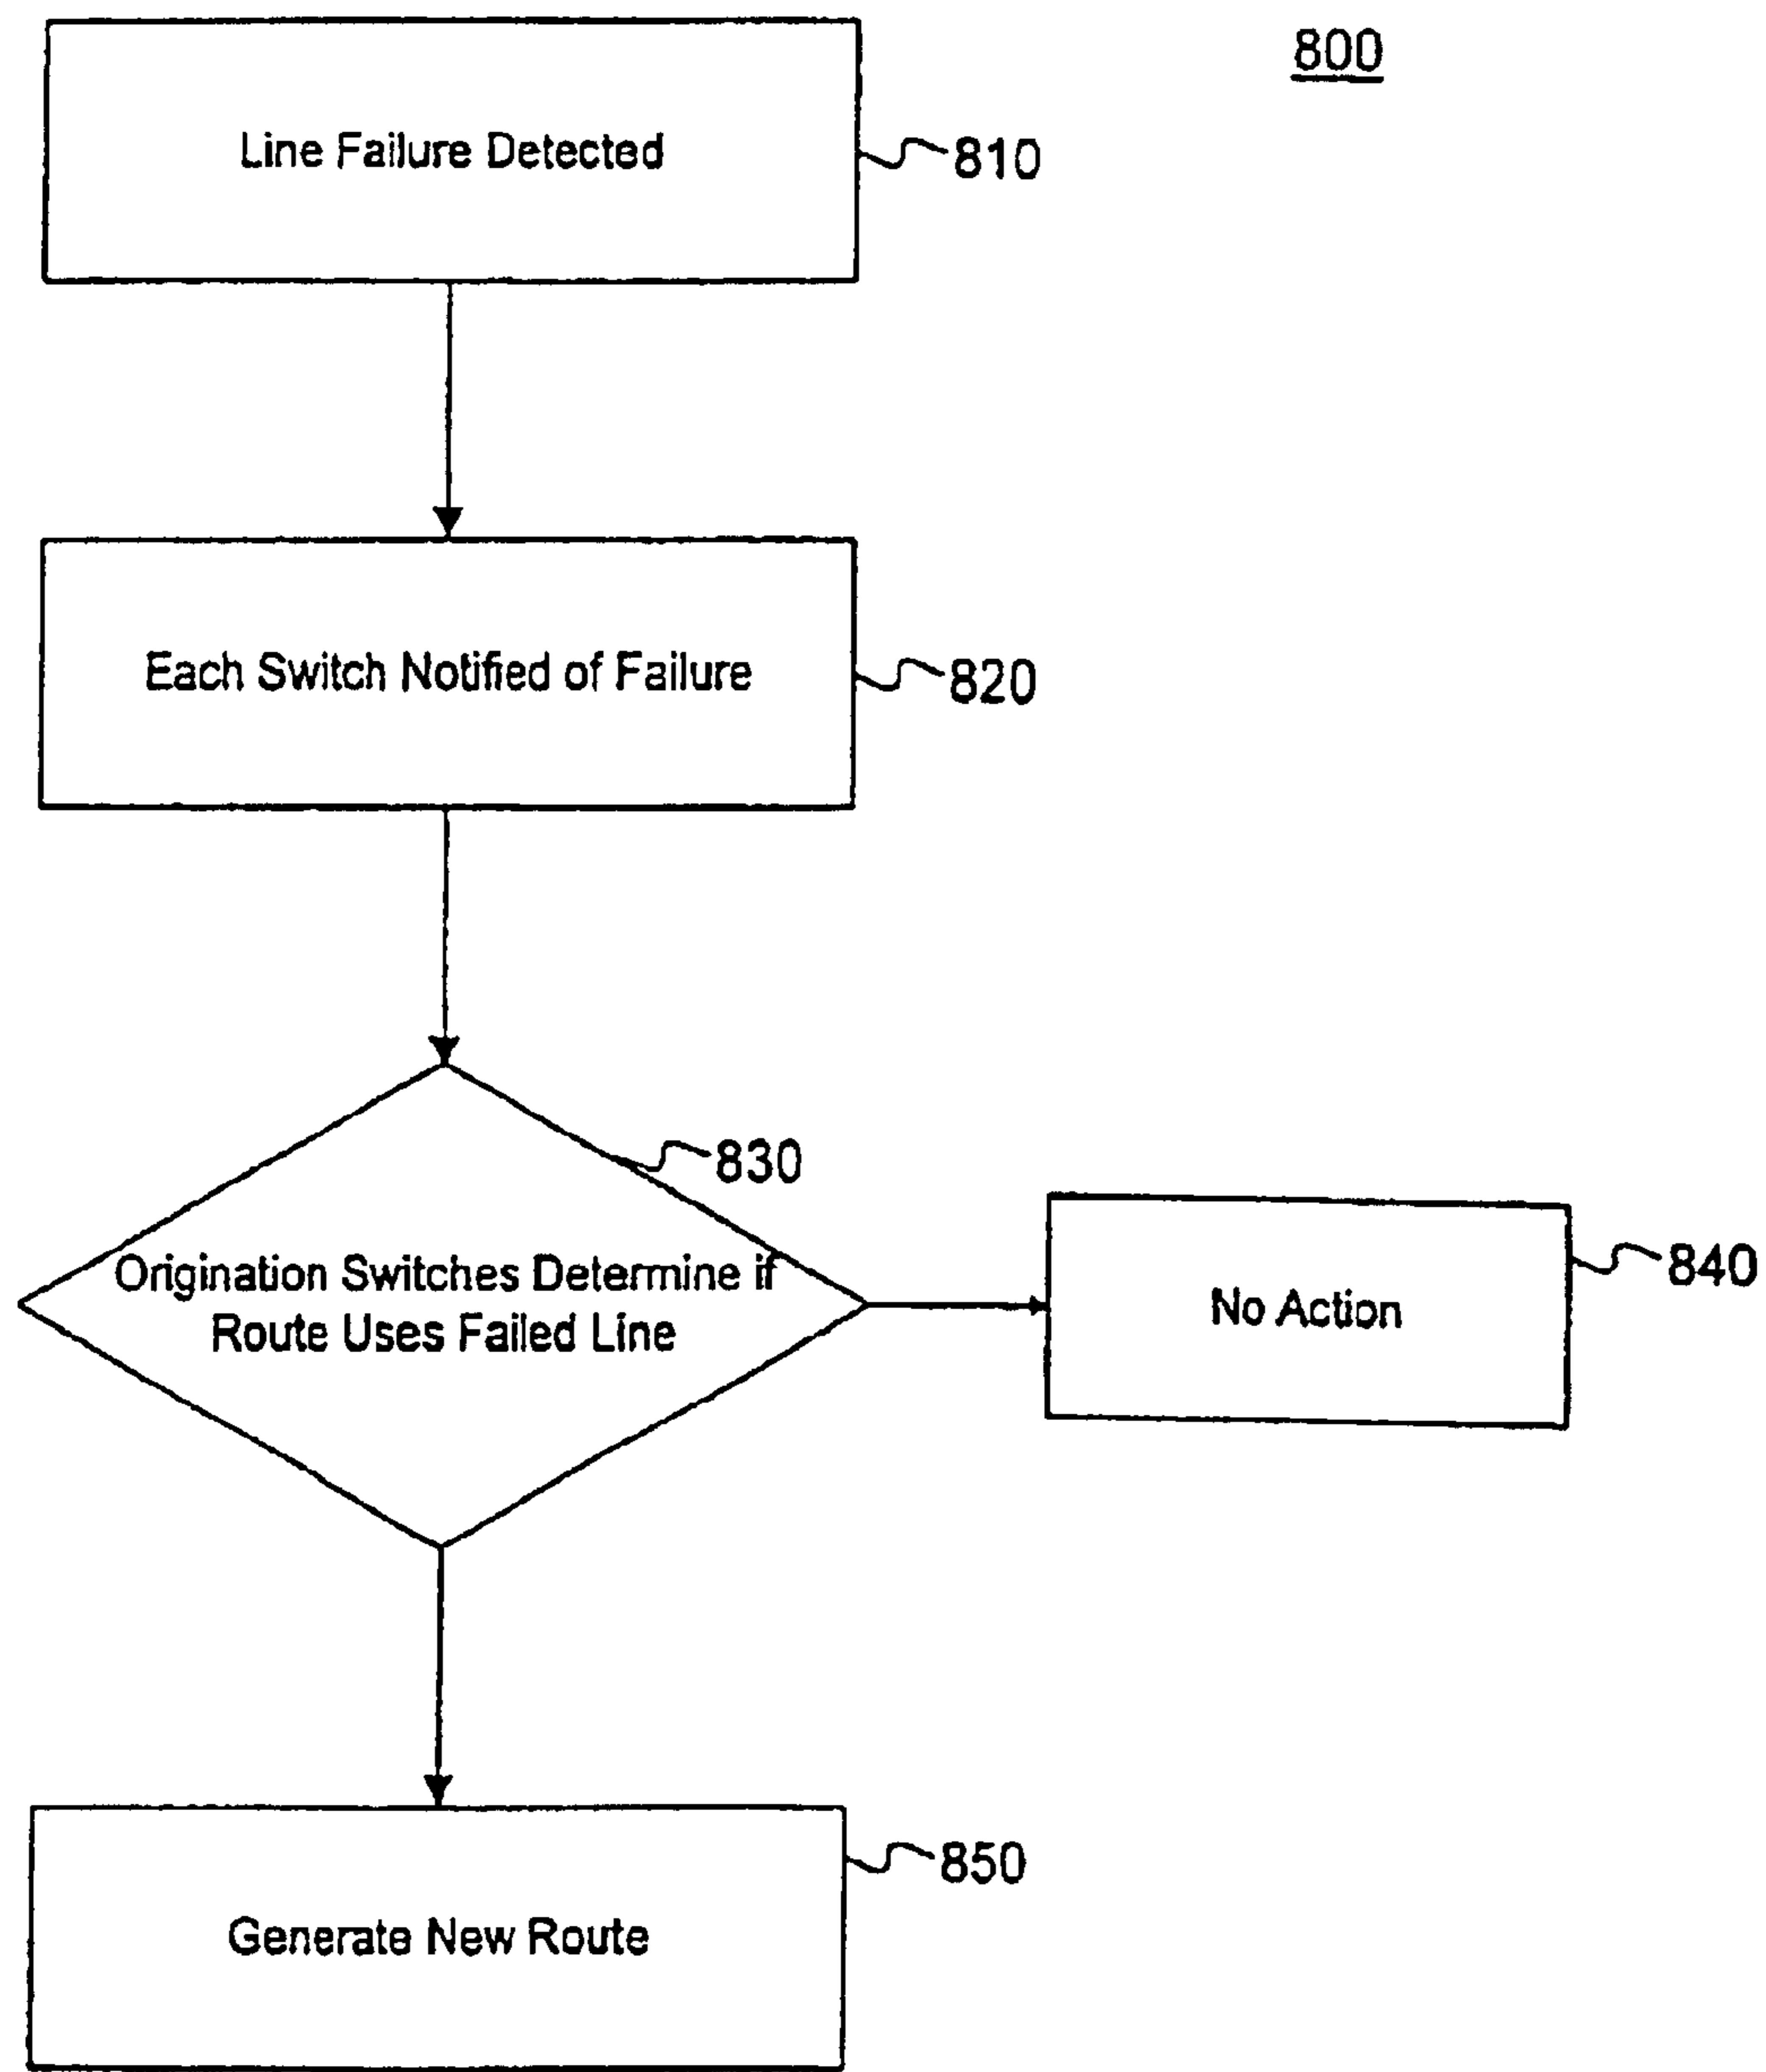 800
Line Failure Detected
810
Each Switch Notified of Failure
820
830
Origination Switches Determine if
Route Uses Failed Line
840
No Action
850
Generate New Route